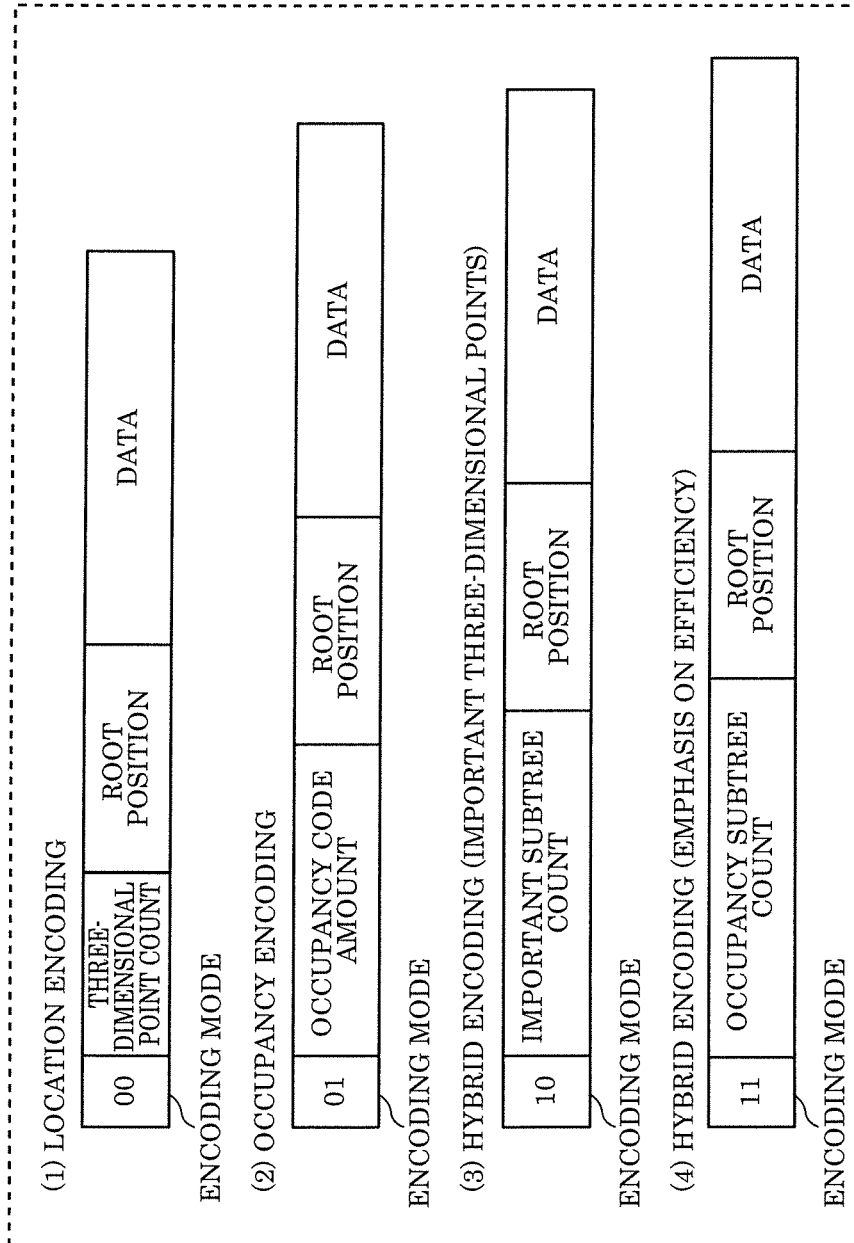 (1) LOCATION ENCODING
00
THREE-
DIMENSIONAL
POINT COUNT
ROOT
POSITION
DATA
ENCODING MODE
(2) OCCUPANCY ENCODING
01
OCCUPANCY CODE
AMOUNT
ROOT
POSITION
DATA
ENCODING MODE
(3) HYBRID ENCODING (IMPORTANT THREE-DIMENSIONAL POINTS)
10
IMPORTANT SUBTREE
COUNT
ROOT
POSITION
DATA
ENCODING MODE
(4) HYBRID ENCODING (EMPHASIS ON EFFICIENCY)
11
OCCUPANCY SUBTREE
COUNT
ROOT
POSITION
DATA
ENCODING MODE